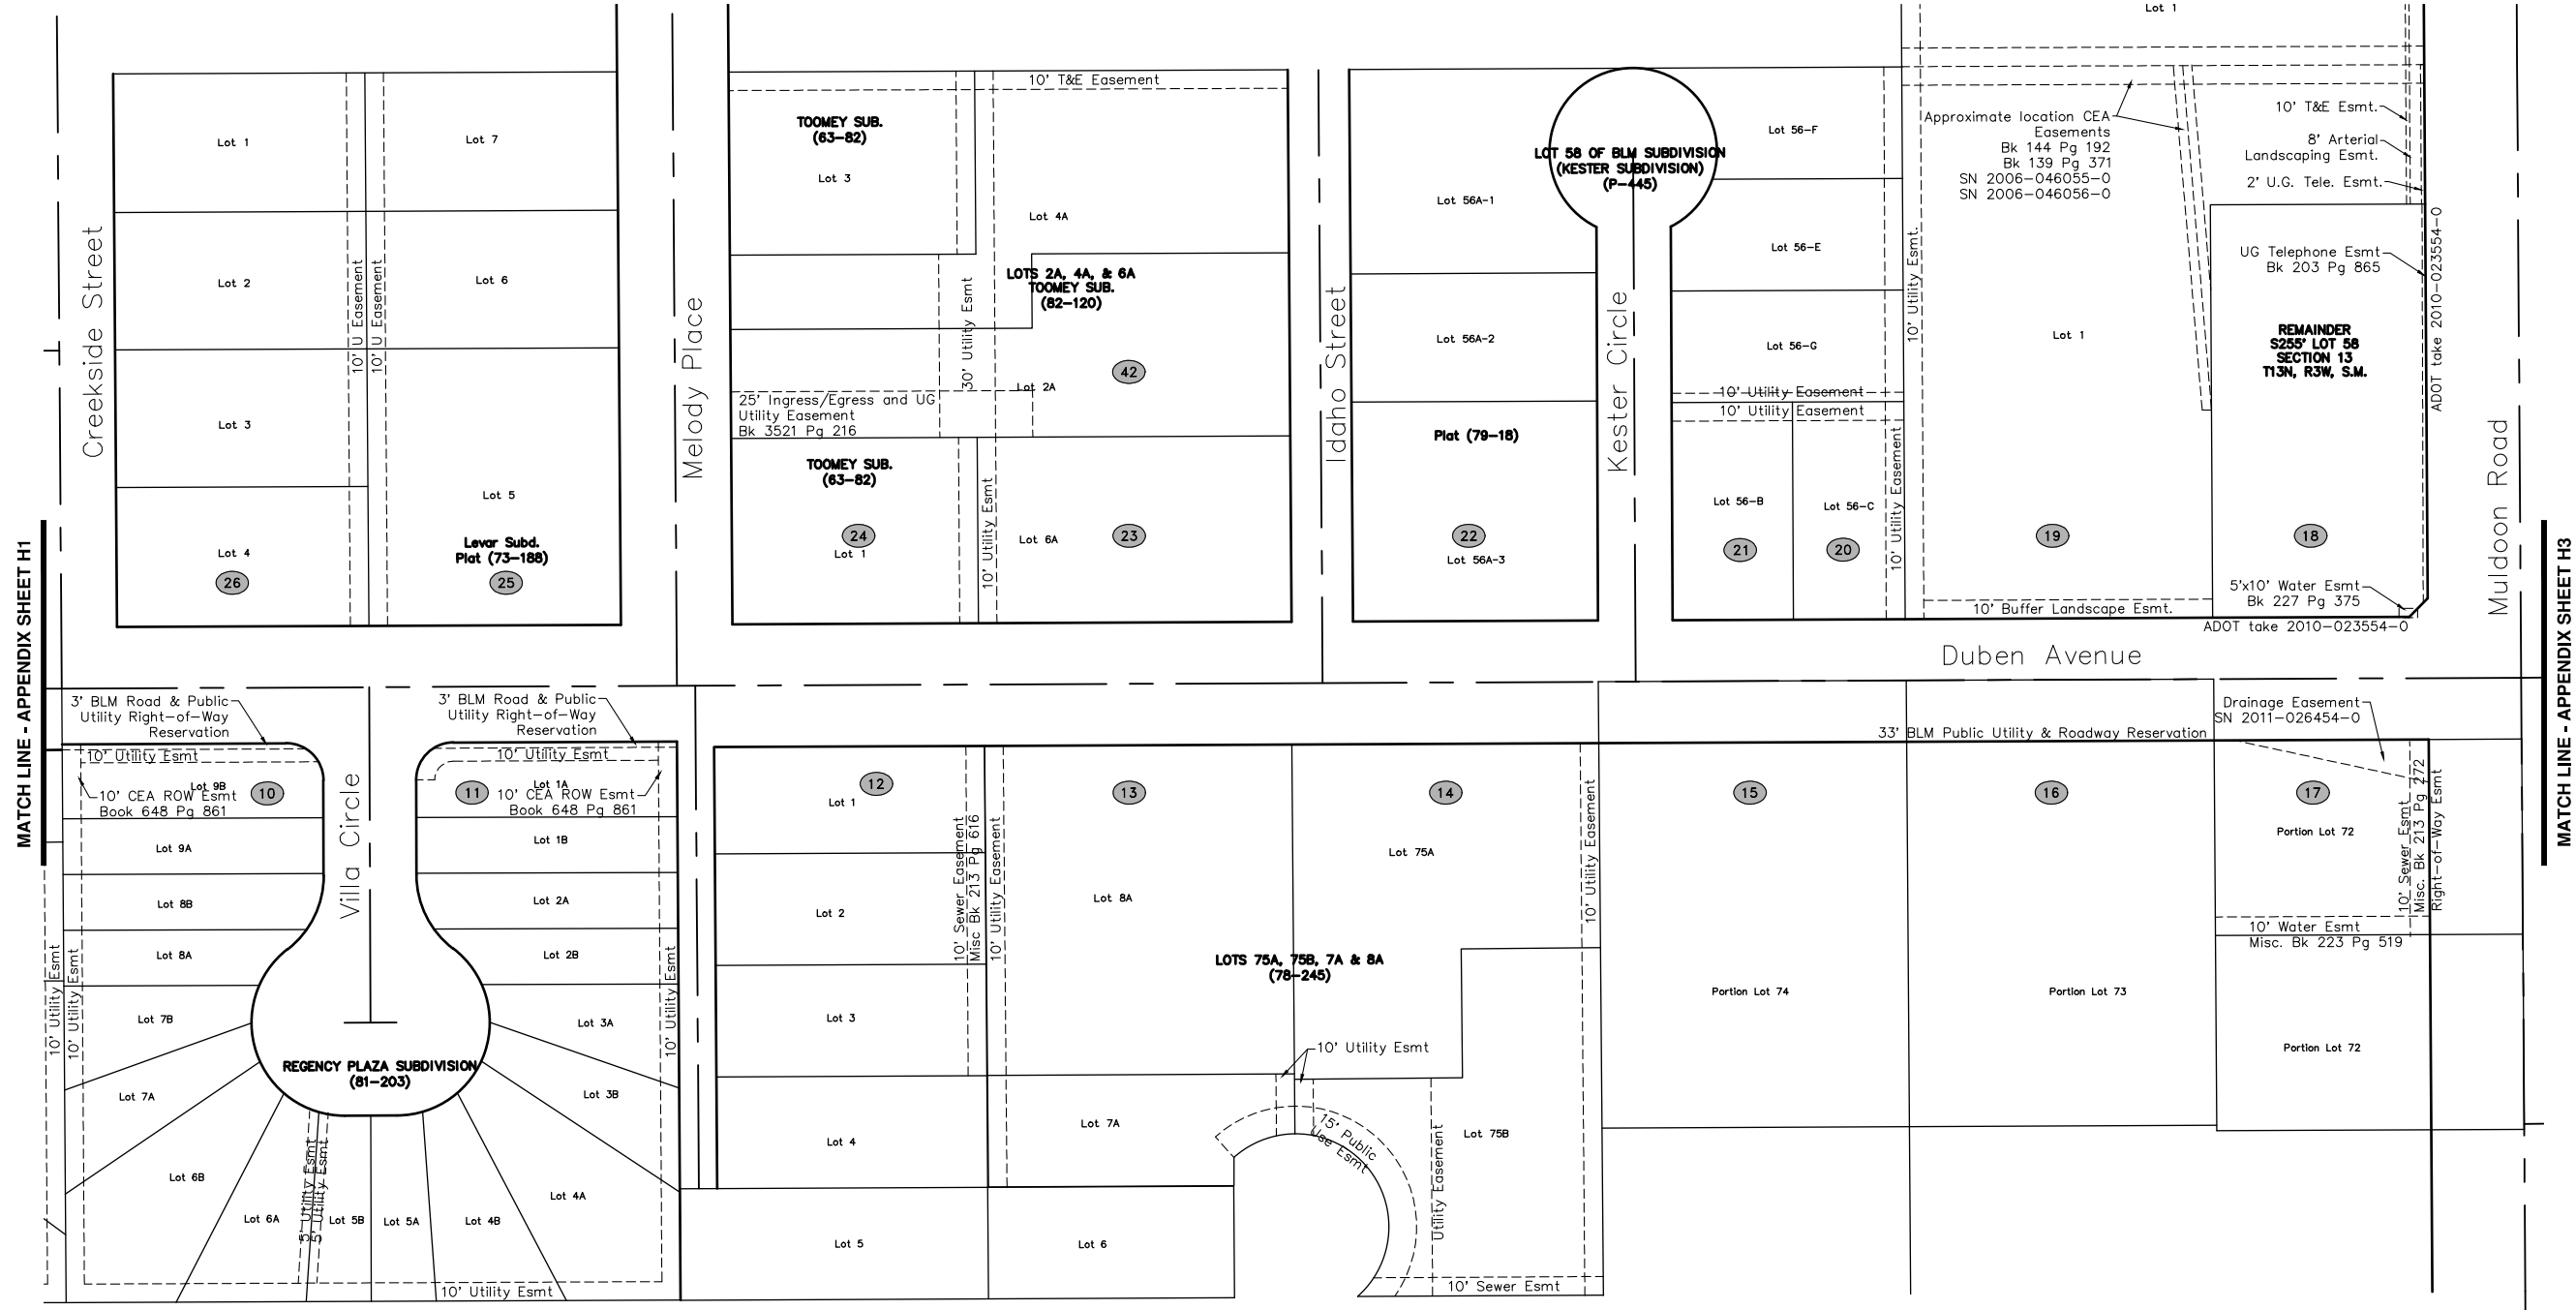 Lot 1
10' T&E Easement
TOOMEY SUB.
(63-82)
Lot 3
Lot 1
Lot 7
Lot 4A
Lot 2
Lot 6
10' U Easement
10' U Easement
Creekside Street
Melody Place
LOTS 2A, 4A, & 6A
TOOMEY SUB.
(82-120)
30' Utility Esmt
42
Lot 2A
25' Ingress/Egress and UG
Utility Easement
Bk 3521 Pg 216
Lot 3
Lot 5
TOOMEY SUB.
(63-82)
10' Utility Esmt
24
Lot 1
Lot 6A
23
Lot 4
26
Levar Subd.
Plat (73-188)
25
Idaho Street
Lot 56A-1
Lot 56A-2
Plat (79-18)
22
Lot 56A-3
LOT 58 OF BLM SUBDIVISION
(KESTER SUBDIVISION)
(P-445)
Kester Circle
Lot 56-F
Lot 56-E
Lot 56-G
10' Utility Easement
10' Utility Easement
Lot 56-B
Lot 56-C
21
20
10' Utility Easement
10' Utility Esmt.
Approximate location CEA
Easements
Bk 144 Pg 192
Bk 139 Pg 371
SN 2006-046055-0
SN 2006-046056-0
10' T&E Esmt.
8' Arterial
Landscaping Esmt.
2' U.G. Tele. Esmt.
UG Telephone Esmt
Bk 203 Pg 865
ADOT take 2010-023554-0
Lot 1
REMAINDER
S255' LOT 58
SECTION 13
T13N, R3W, S.M.
19
18
5'x10' Water Esmt
Bk 227 Pg 375
10' Buffer Landscape Esmt.
ADOT take 2010-023554-0
Muldoon Road
Duben Avenue
MATCH LINE - APPENDIX SHEET H1
MATCH LINE - APPENDIX SHEET H3
3' BLM Road & Public
Utility Right-of-Way
Reservation
3' BLM Road & Public
Utility Right-of-Way
Reservation
10' Utility Esmt
10' Utility Esmt
Lot 9B
10
10' CEA ROW Esmt
Book 648 Pg 861
11
Lot 1A
10' CEA ROW Esmt
Book 648 Pg 861
Villa Circle
Lot 9A
Lot 1B
Lot 8B
Lot 2A
Lot 8A
Lot 2B
Lot 7B
Lot 3A
10' Utility Esmt
10' Utility Esmt
10' Utility Esmt
REGENCY PLAZA SUBDIVISION
(81-203)
Lot 7A
Lot 3B
Lot 6B
Lot 4A
Lot 6A
5' Utility Esmt
5' Utility Esmt
Lot 5B
Lot 5A
Lot 4B
10' Utility Esmt
12
Lot 1
Lot 2
Lot 3
Lot 4
Lot 5
Lot 6
10' Sewer Easement
Misc Bk 213 Pg 616
10' Utility Easement
13
Lot 8A
14
Lot 75A
10' Utility Easement
LOTS 75A, 75B, 7A & 8A
(78-245)
10' Utility Esmt
Lot 7A
15' Public
Use Esmt
Utility Easement
Lot 75B
10' Sewer Esmt
33' BLM Public Utility & Roadway Reservation
15
Portion Lot 74
16
Portion Lot 73
Drainage Easement
SN 2011-026454-0
17
Portion Lot 72
10' Sewer Esmt
Misc. Bk 213 Pg 272
Right-of-Way Esmt
10' Water Esmt
Misc. Bk 223 Pg 519
Portion Lot 72